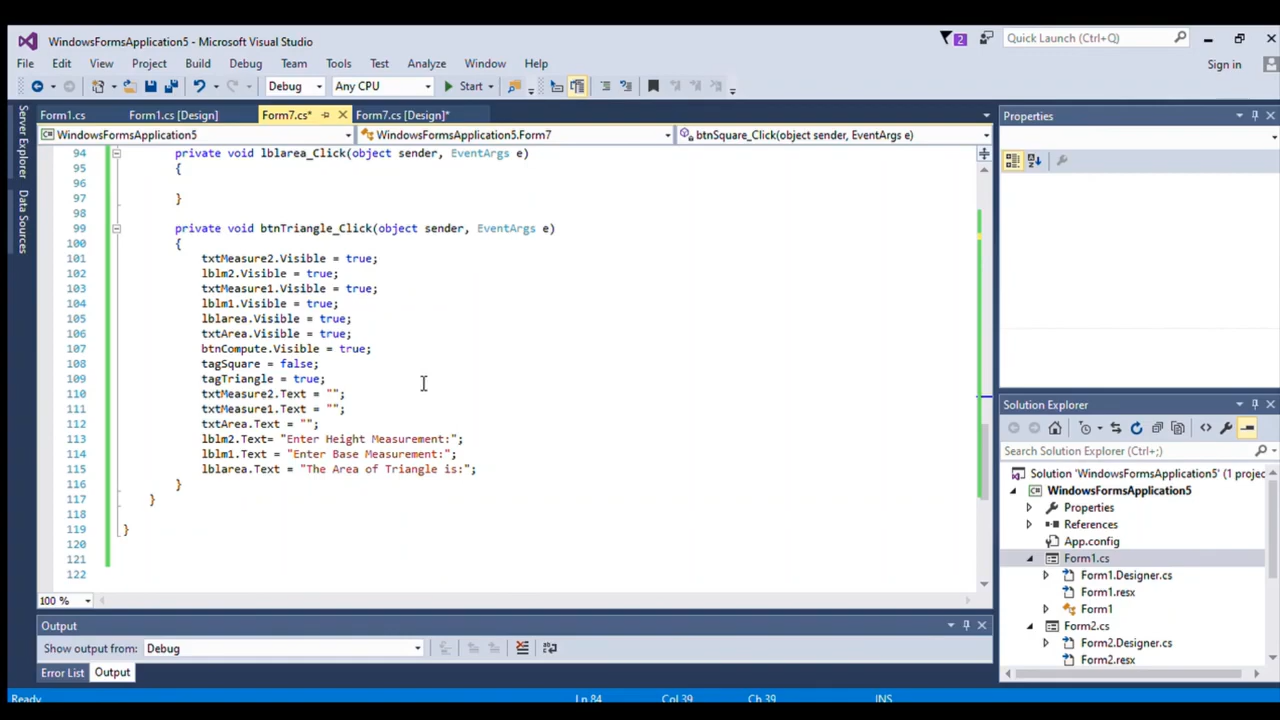 WindowsFormsApplication5 - Microsoft Visual Studio
2
Quick Launch (Ctrl+Q)
File Edit View Project Build Debug Team Tools Test Analyze Window Help
Sign in
Debug Any CPU Start
Server Explorer
Data Sources
Form1.cs Form1.cs [Design] Form7.cs* Form7.cs [Design]*
WindowsFormsApplication5 WindowsFormsApplication5.Form7 btnSquare_Click(object sender, EventArgs e)
94 private void lblarea_Click(object sender, EventArgs e)
95 {
96
97 }
98
99 private void btnTriangle_Click(object sender, EventArgs e)
100 {
101 txtMeasure2.Visible = true;
102 lblm2.Visible = true;
103 txtMeasure1.Visible = true;
104 lblm1.Visible = true;
105 lblarea.Visible = true;
106 txtArea.Visible = true;
107 btnCompute.Visible = true;
108 tagSquare = false;
109 tagTriangle = true;
110 txtMeasure2.Text = "";
111 txtMeasure1.Text = "";
112 txtArea.Text = "";
113 lblm2.Text= "Enter Height Measurement:";
114 lblm1.Text = "Enter Base Measurement:";
115 lblarea.Text = "The Area of Triangle is:";
116 }
117 }
118
119 }
120
121
122
100 %
Output
Show output from: Debug
Error List Output
Ready Ln 84 Col 39 Ch 39 INS
Properties
Solution Explorer
Search Solution Explorer (Ctrl+;)
Solution 'WindowsFormsApplication5' (1 projec
WindowsFormsApplication5
Properties
References
App.config
Form1.cs
Form1.Designer.cs
Form1.resx
Form1
Form2.cs
Form2.Designer.cs
Form2.resx